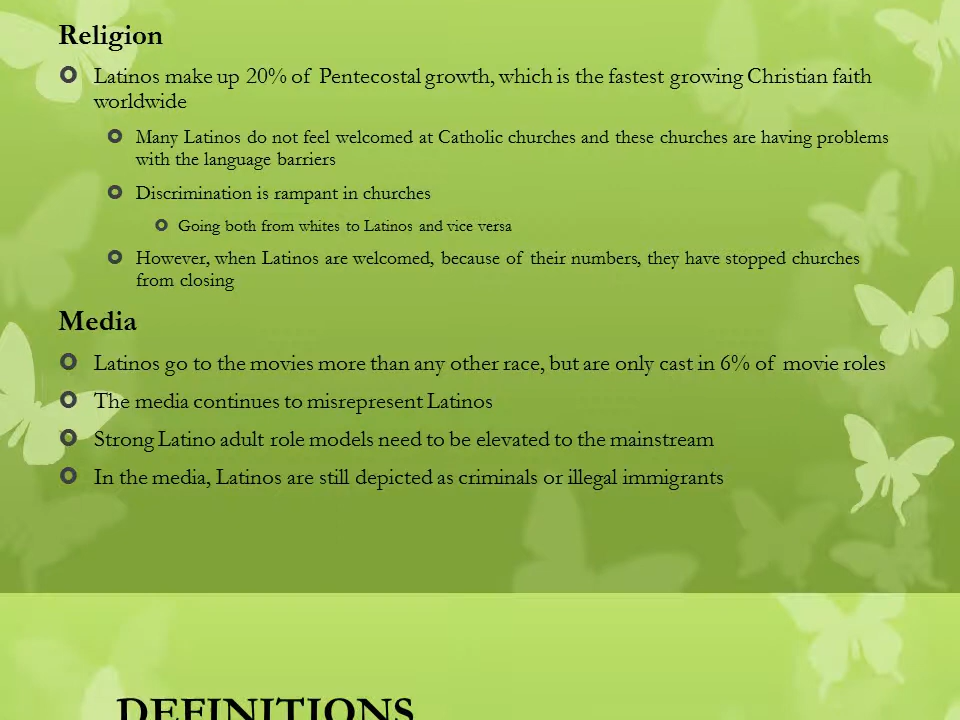 Religion
Latinos make up 20% of Pentecostal growth, which is the fastest growing Christian faith
worldwide
Many Latinos do not feel welcomed at Catholic churches and these churches are having problems
with the language barriers
Discrimination is rampant in churches
Going both from whites to Latinos and vice versa
However, when Latinos are welcomed, because of their numbers, they have stopped churches
from closing
Media
Latinos go to the movies more than any other race, but are only cast in 6% of movie roles
The media continues to misrepresent Latinos
Strong Latino adult role models need to be elevated to the mainstream
In the media, Latinos are still depicted as criminals or illegal immigrants
DEFINITIONS